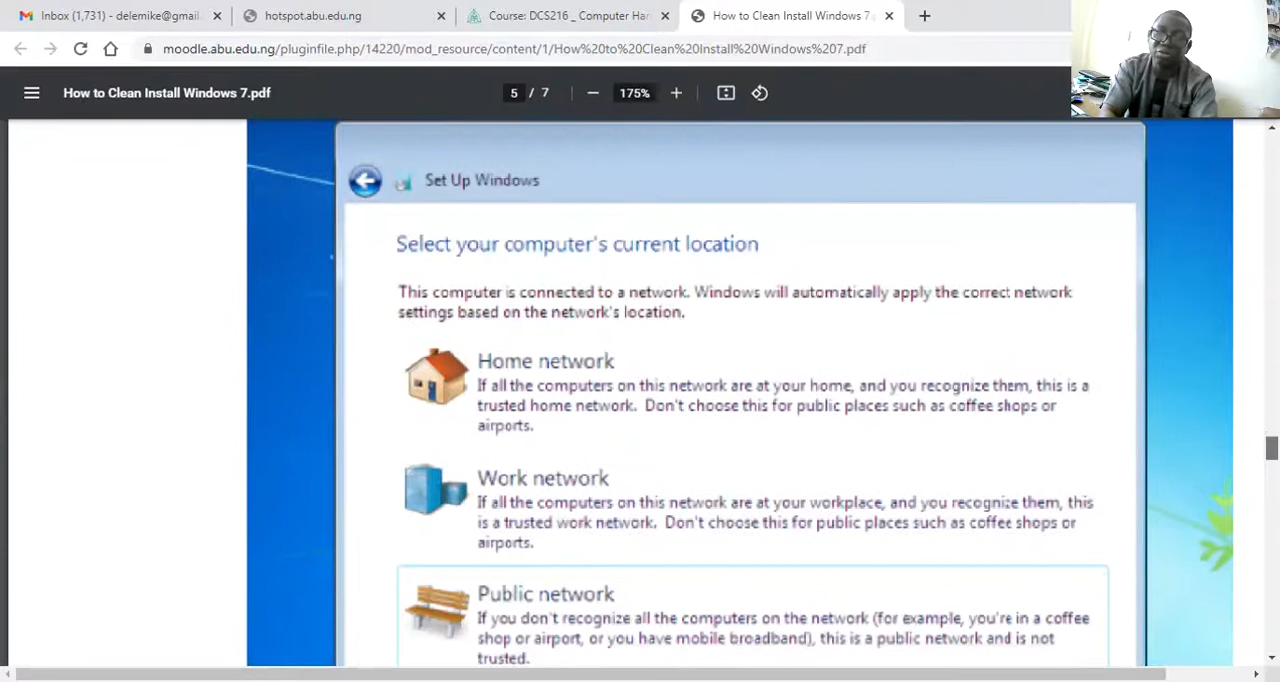 Inbox (1,731) - delemike@gmail.
hotspot.abu.edu.ng
Course: DCS216 _ Computer Har
How to Clean Install Windows 7.p
moodle.abu.edu.ng/pluginfile.php/14220/mod_resource/content/1/How%20to%20Clean%20Install%20Windows%207.pdf
How to Clean Install Windows 7.pdf
5 / 7
175%
Set Up Windows
Select your computer's current location
This computer is connected to a network. Windows will automatically apply the correct network
settings based on the network's location.
Home network
If all the computers on this network are at your home, and you recognize them, this is a
trusted home network. Don't choose this for public places such as coffee shops or
airports.
Work network
If all the computers on this network are at your workplace, and you recognize them, this
is a trusted work network. Don't choose this for public places such as coffee shops or
airports.
Public network
If you don't recognize all the computers on the network (for example, you're in a coffee
shop or airport, or you have mobile broadband), this is a public network and is not
trusted.